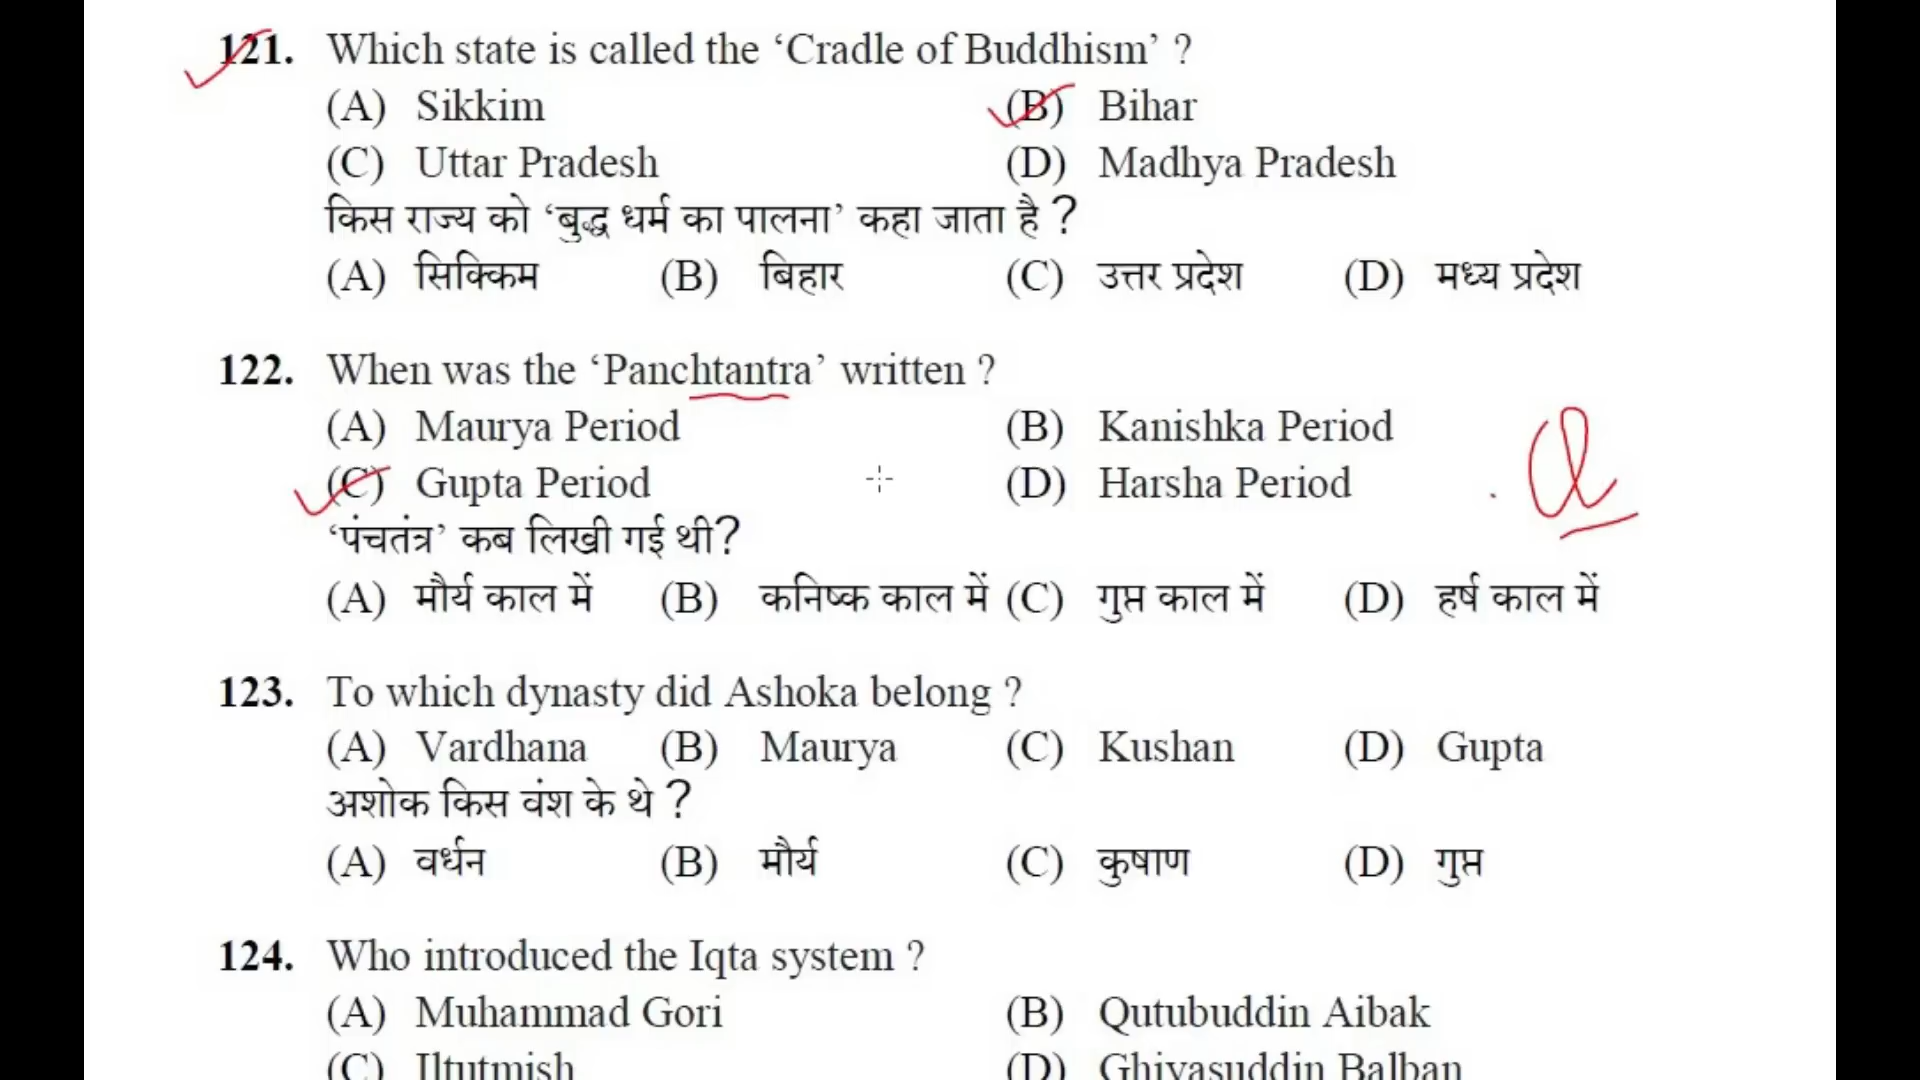 121. Which state is called the ‘Cradle of Buddhism’ ?
(A) Sikkim (B) Bihar
(C) Uttar Pradesh (D) Madhya Pradesh
किस राज्य को ‘बुद्ध धर्म का पालना’ कहा जाता है ?
(A) सिक्किम (B) बिहार (C) उत्तर प्रदेश (D) मध्य प्रदेश
122. When was the ‘Panchtantra’ written ?
(A) Maurya Period (B) Kanishka Period
(C) Gupta Period (D) Harsha Period
‘पंचतंत्र’ कब लिखी गई थी?
(A) मौर्य काल में (B) कनिष्क काल में (C) गुप्त काल में (D) हर्ष काल में
123. To which dynasty did Ashoka belong ?
(A) Vardhana (B) Maurya (C) Kushan (D) Gupta
अशोक किस वंश के थे ?
(A) वर्धन (B) मौर्य (C) कुषाण (D) गुप्त
124. Who introduced the Iqta system ?
(A) Muhammad Gori (B) Qutubuddin Aibak
(C) Iltutmish (D) Ghiyasuddin Balban